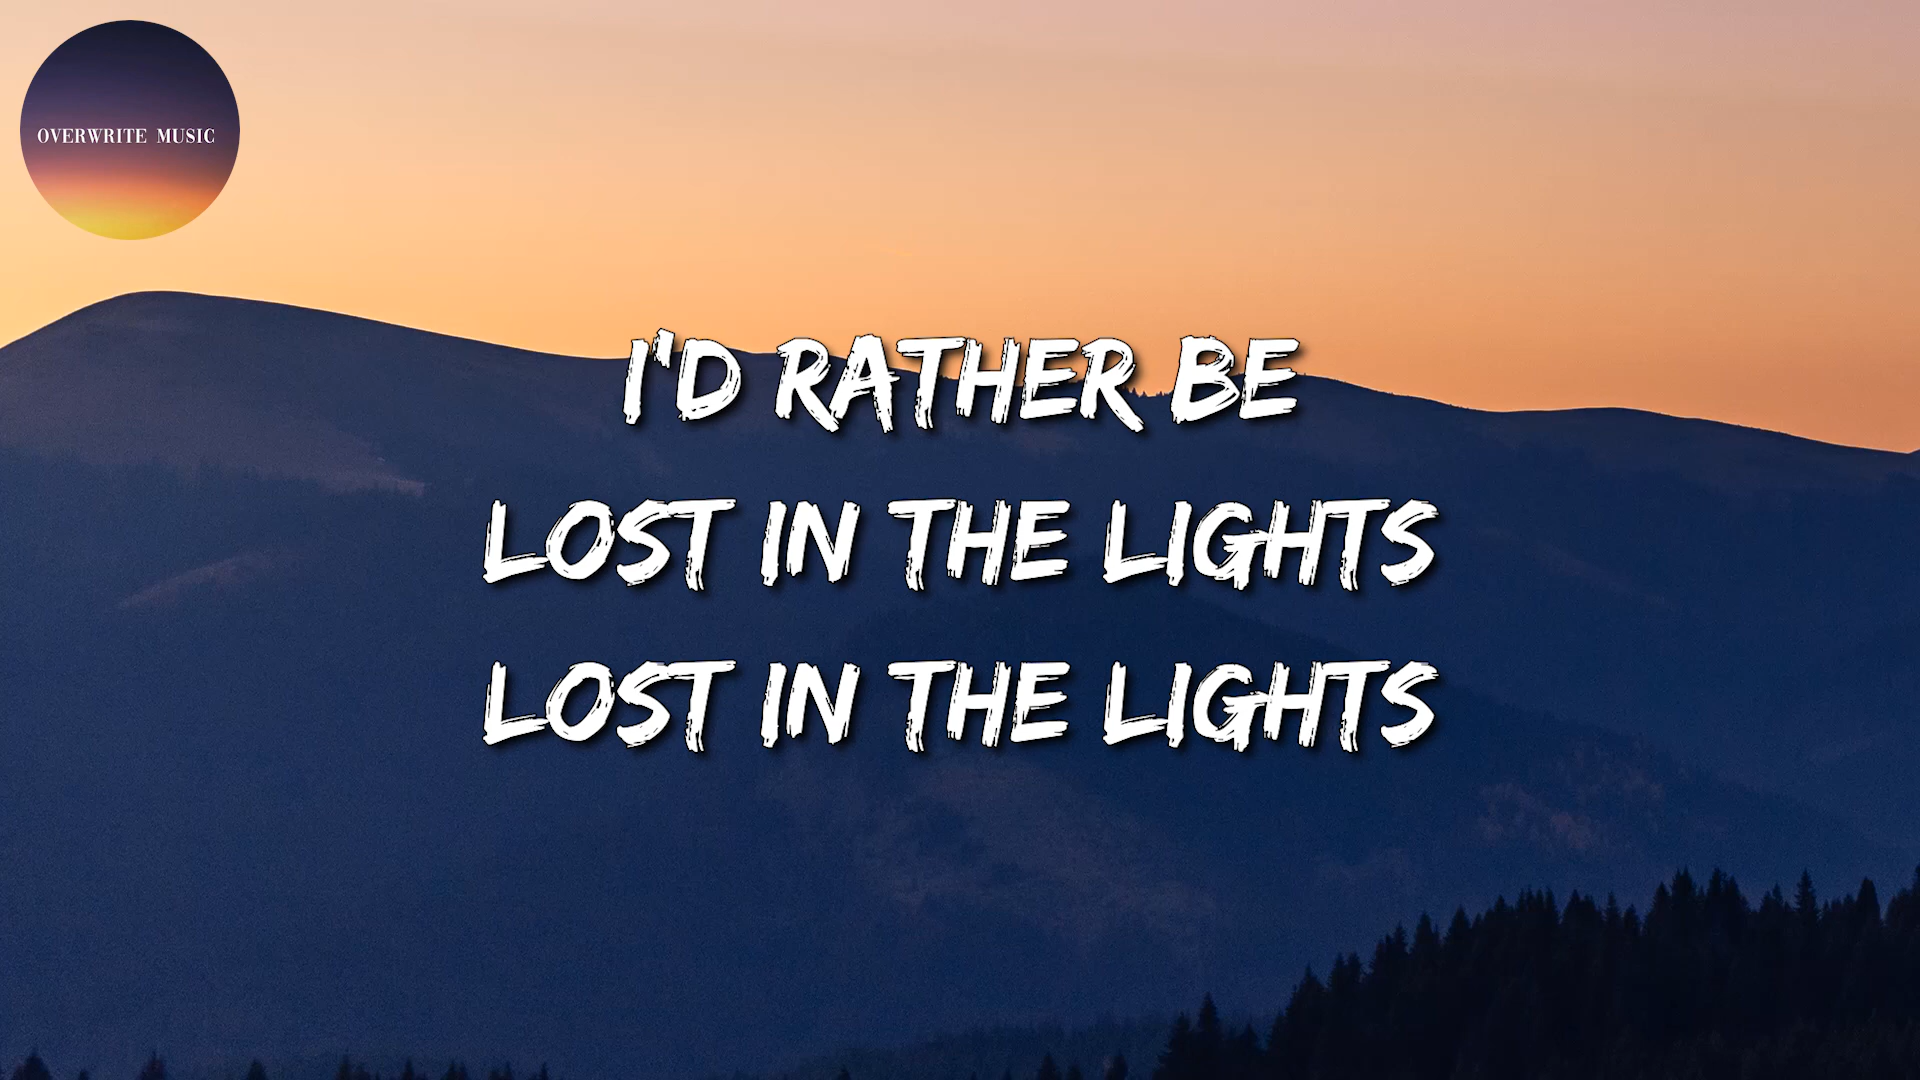 OVERWRITE MUSIC
I'D RATHER BE
LOST IN THE LIGHTS
LOST IN THE LIGHTS